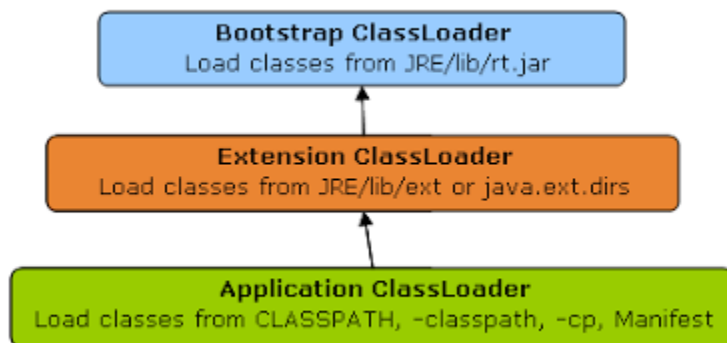 Bootstrap ClassLoader
Load classes from JRE/lib/rt.jar
Extension ClassLoader
Load classes from JRE/lib/ext or java.ext.dirs
Application ClassLoader
Load classes from CLASSPATH, -classpath, -cp, Manifest